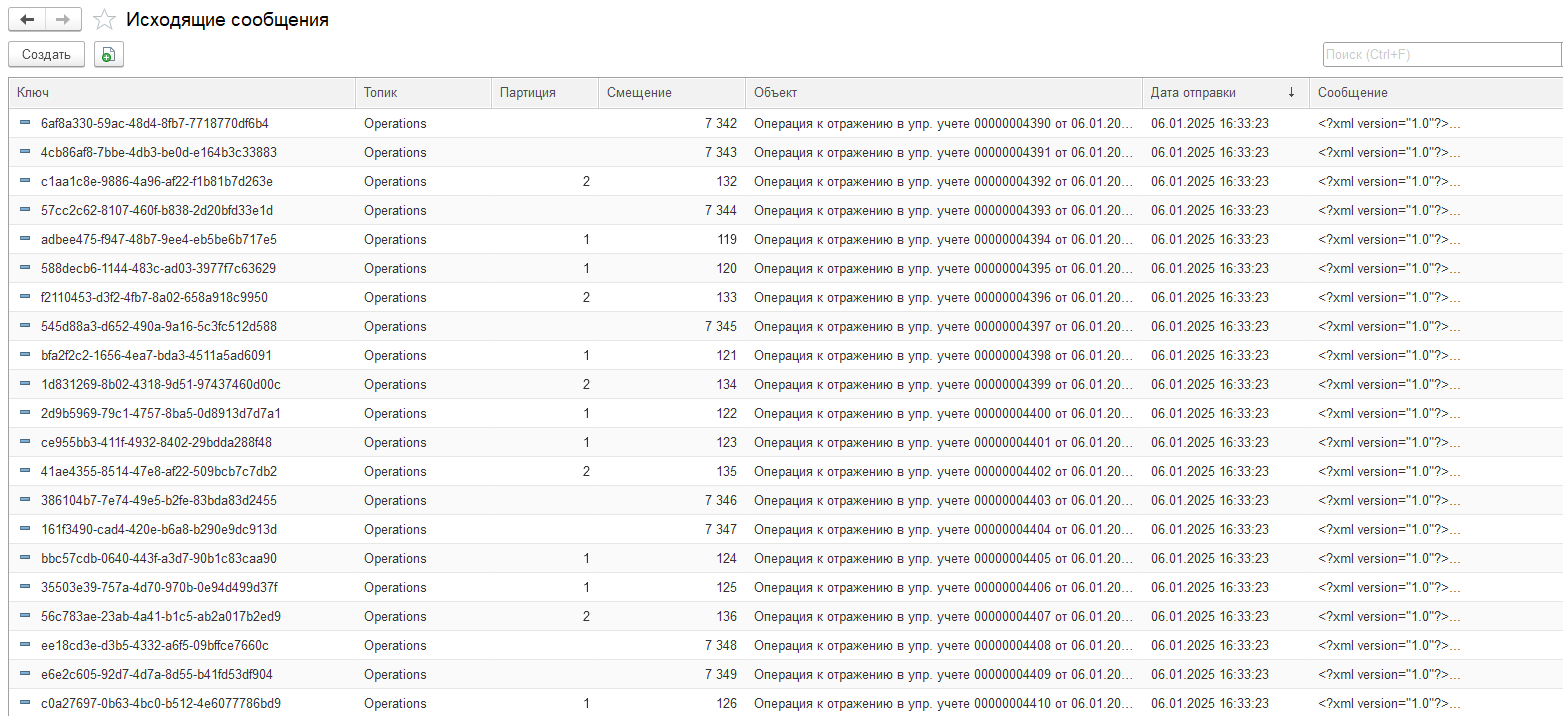 Исходящие сообщения
Создать
Поиск (Ctrl+F)
Ключ Топик Партиция Смещение Объект Дата отправки ↓ Сообщение
6af8a330-59ac-48d4-8fb7-7718770df6b4 Operations 7 342 Операция к отражению в упр. учете 00000004390 от 06.01.20... 06.01.2025 16:33:23 <?xml version="1.0"?>...
4cb86af8-7bbe-4db3-be0d-e164b3c33883 Operations 7 343 Операция к отражению в упр. учете 00000004391 от 06.01.20... 06.01.2025 16:33:23 <?xml version="1.0"?>...
c1aa1c8e-9886-4a96-af22-f1b81b7d263e Operations 2 132 Операция к отражению в упр. учете 00000004392 от 06.01.20... 06.01.2025 16:33:23 <?xml version="1.0"?>...
57cc2c62-8107-460f-b838-2d20bfd33e1d Operations 7 344 Операция к отражению в упр. учете 00000004393 от 06.01.20... 06.01.2025 16:33:23 <?xml version="1.0"?>...
adbee475-f947-48b7-9ee4-eb5be6b717e5 Operations 1 119 Операция к отражению в упр. учете 00000004394 от 06.01.20... 06.01.2025 16:33:23 <?xml version="1.0"?>...
588decb6-1144-483c-ad03-3977f7c63629 Operations 1 120 Операция к отражению в упр. учете 00000004395 от 06.01.20... 06.01.2025 16:33:23 <?xml version="1.0"?>...
f2110453-d3f2-4fb7-8a02-658a918c9950 Operations 2 133 Операция к отражению в упр. учете 00000004396 от 06.01.20... 06.01.2025 16:33:23 <?xml version="1.0"?>...
545d88a3-d652-490a-9a16-5c3fc512d588 Operations 7 345 Операция к отражению в упр. учете 00000004397 от 06.01.20... 06.01.2025 16:33:23 <?xml version="1.0"?>...
bfa2f2c2-1656-4ea7-bda3-4511a5ad6091 Operations 1 121 Операция к отражению в упр. учете 00000004398 от 06.01.20... 06.01.2025 16:33:23 <?xml version="1.0"?>...
1d831269-8b02-4318-9d51-97437460d00c Operations 2 134 Операция к отражению в упр. учете 00000004399 от 06.01.20... 06.01.2025 16:33:23 <?xml version="1.0"?>...
2d9b5969-79c1-4757-8ba5-0d8913d7d7a1 Operations 1 122 Операция к отражению в упр. учете 00000004400 от 06.01.20... 06.01.2025 16:33:23 <?xml version="1.0"?>...
ce955bb3-411f-4932-8402-29bdda288f48 Operations 1 123 Операция к отражению в упр. учете 00000004401 от 06.01.20... 06.01.2025 16:33:23 <?xml version="1.0"?>...
41ae4355-8514-47e8-af22-509bcb7c7db2 Operations 2 135 Операция к отражению в упр. учете 00000004402 от 06.01.20... 06.01.2025 16:33:23 <?xml version="1.0"?>...
386104b7-7e74-49e5-b2fe-83bda83d2455 Operations 7 346 Операция к отражению в упр. учете 00000004403 от 06.01.20... 06.01.2025 16:33:23 <?xml version="1.0"?>...
161f3490-cad4-420e-b6a8-b290e9dc913d Operations 7 347 Операция к отражению в упр. учете 00000004404 от 06.01.20... 06.01.2025 16:33:23 <?xml version="1.0"?>...
bbc57cdb-0640-443f-a3d7-90b1c83caa90 Operations 1 124 Операция к отражению в упр. учете 00000004405 от 06.01.20... 06.01.2025 16:33:23 <?xml version="1.0"?>...
35503e39-757a-4d70-970b-0e94d499d37f Operations 1 125 Операция к отражению в упр. учете 00000004406 от 06.01.20... 06.01.2025 16:33:23 <?xml version="1.0"?>...
56c783ae-23ab-4a41-b1c5-ab2a017b2ed9 Operations 2 136 Операция к отражению в упр. учете 00000004407 от 06.01.20... 06.01.2025 16:33:23 <?xml version="1.0"?>...
ee18cd3e-d3b5-4332-a6f5-09bffce7660c Operations 7 348 Операция к отражению в упр. учете 00000004408 от 06.01.20... 06.01.2025 16:33:23 <?xml version="1.0"?>...
e6e2c605-92d7-4d7a-8d55-b41fd53df904 Operations 7 349 Операция к отражению в упр. учете 00000004409 от 06.01.20... 06.01.2025 16:33:23 <?xml version="1.0"?>...
c0a27697-0b63-4bc0-b512-4e6077786bd9 Operations 1 126 Операция к отражению в упр. учете 00000004410 от 06.01.20... 06.01.2025 16:33:23 <?xml version="1.0"?>...